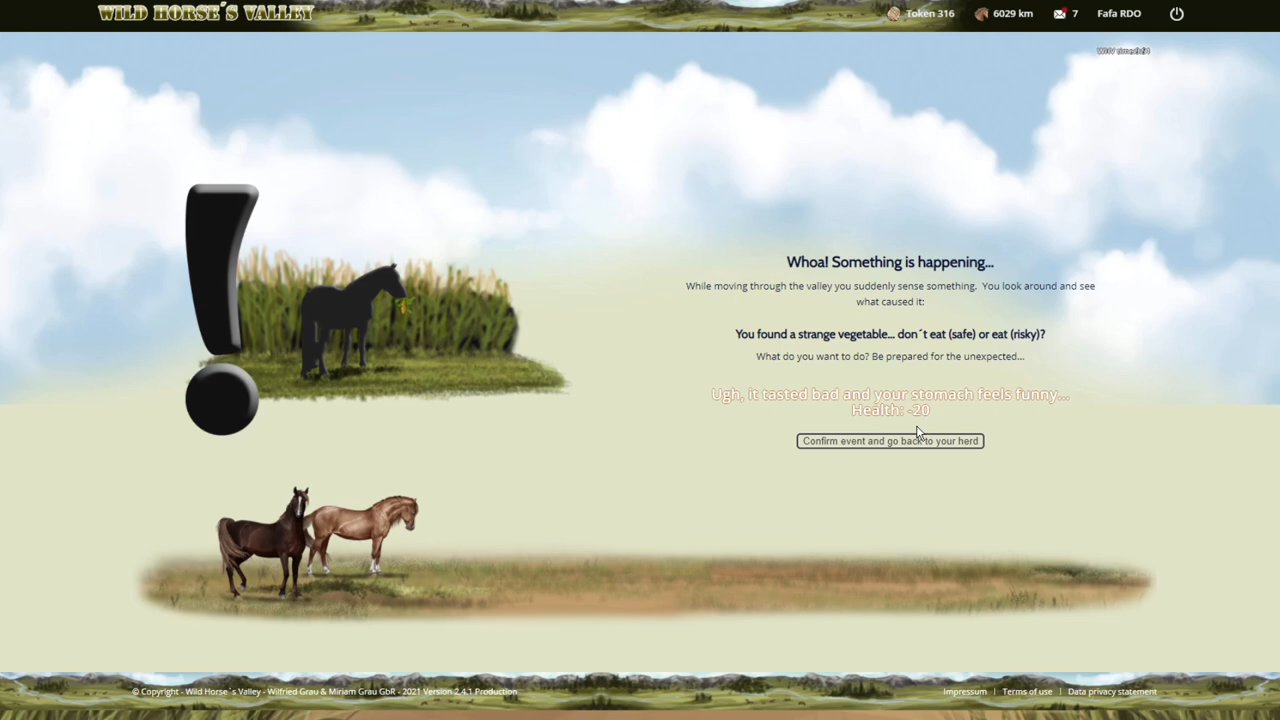 WILD HORSE´S VALLEY
Token 316
6029 km
7
Fafa RDO
Whoa! Something is happening...
While moving through the valley you suddenly sense something. You look around and see
what caused it:
You found a strange vegetable... don´t eat (safe) or eat (risky)?
What do you want to do? Be prepared for the unexpected...
Ugh, it tasted bad and your stomach feels funny...
Health: -20
Confirm event and go back to your herd
© Copyright - Wild Horse´s Valley - Wilfried Grau & Miriam Grau GbR - 2021 Version 2.4.1 Production
Impressum | Terms of use | Data privacy statement